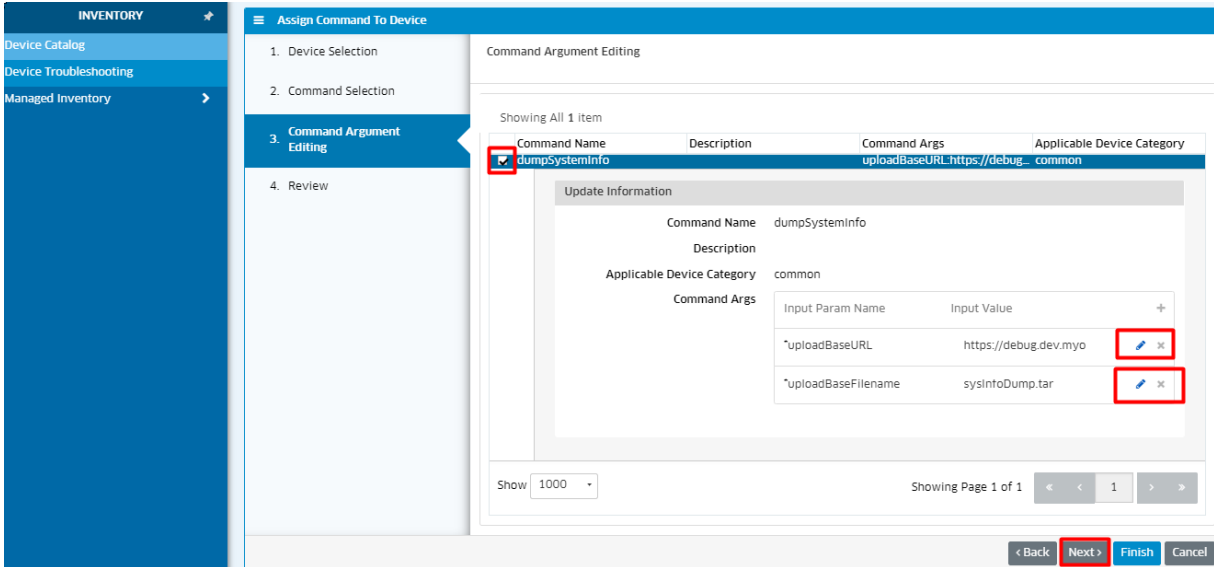 INVENTORY
Device Catalog
Device Troubleshooting
Managed Inventory
Assign Command To Device
1. Device Selection
2. Command Selection
3. Command Argument
Editing
4. Review
Command Argument Editing
Showing All 1 item
Command Name Description Command Args Applicable Device Category
dumpSystemInfo uploadBaseURL:https://debug... common
Update Information
Command Name dumpSystemInfo
Description
Applicable Device Category common
Command Args
Input Param Name Input Value +
*uploadBaseURL https://debug.dev.myo
*uploadBaseFilename sysInfoDump.tar
Show 1000
Showing Page 1 of 1 « ‹ 1 › »
< Back Next > Finish Cancel